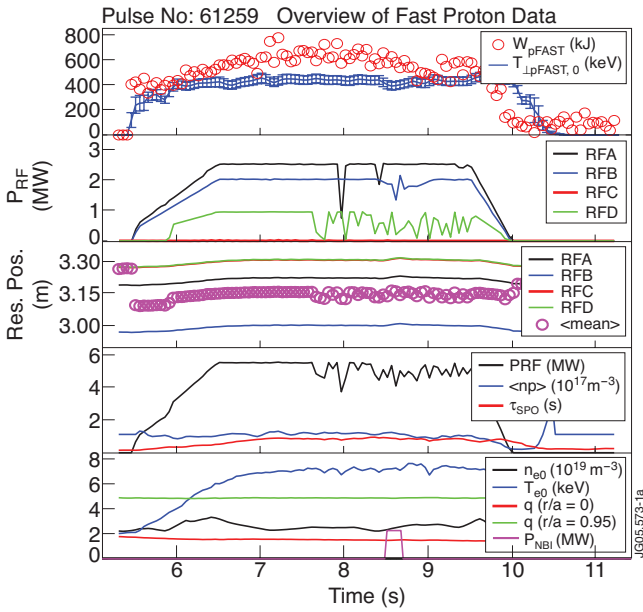 Pulse No: 61259 Overview of Fast Proton Data
800
600
400
200
0
W_pFAST (kJ)
T_⊥pFAST, 0 (keV)
P_RF (MW)
3
2
1
0
RFA
RFB
RFC
RFD
Res. Pos. (m)
3.30
3.15
3.00
RFA
RFB
RFC
RFD
<mean>
6
4
2
PRF (MW)
<np> (10^17 m^-3)
τ_SPO (s)
8
6
4
2
0
n_e0 (10^19 m^-3)
T_e0 (keV)
q (r/a = 0)
q (r/a = 0.95)
P_NBI (MW)
6 7 8 9 10 11
Time (s)
JG05.573-1a